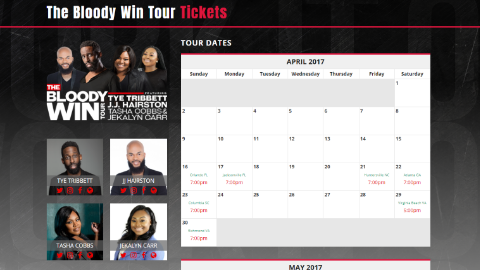 The Bloody Win Tour Tickets
TOUR DATES
THE
BLOODY
WIN
TOUR
FEATURING
TYE TRIBBETT
J.J. HAIRSTON
TASHA COBBS &
JEKALYN CARR
TYE TRIBBETT
JJ HAIRSTON
TASHA COBBS
JEKALYN CARR
APRIL 2017
Sunday Monday Tuesday Wednesday Thursday Friday Saturday
1
2 3 4 5 6 7 8
9 10 11 12 13 14 15
16 17 18 19 20 21 22
Orlando FL Jacksonville FL Atlanta GA
7:00pm 7:00pm 7:00pm 7:00pm
23 24 25 26 27 28 29
Columbia SC Virginia Beach VA
7:00pm 5:00pm
30
7:00pm
MAY 2017